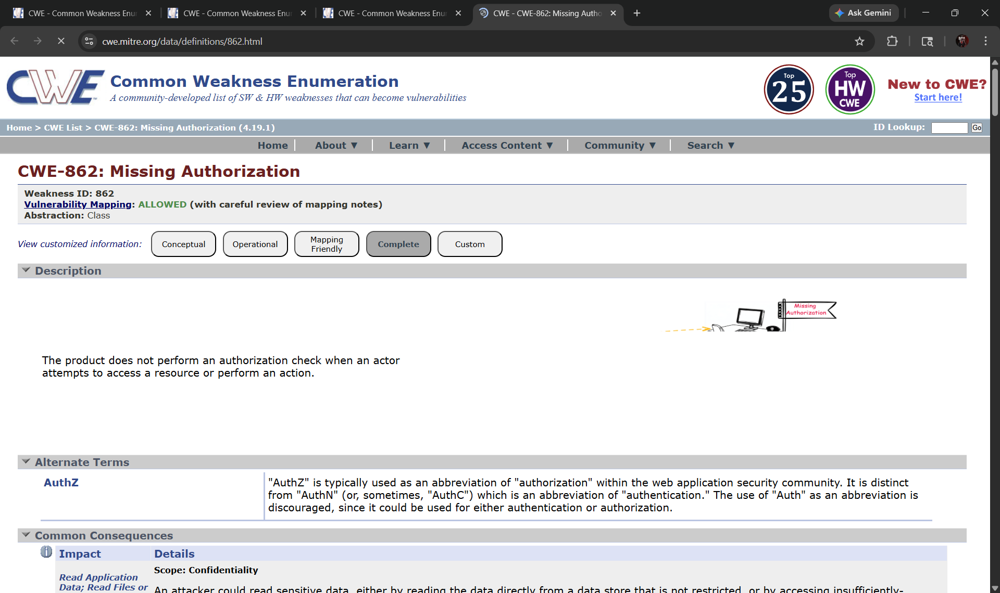 CWE - Common Weakness Enu
CWE - Common Weakness Enu
CWE - Common Weakness Enu
CWE - CWE-862: Missing Autho
Ask Gemini
cwe.mitre.org/data/definitions/862.html
CWE
Common Weakness Enumeration
A community-developed list of SW & HW weaknesses that can become vulnerabilities
Top
25
Top
HW
CWE
New to CWE?
Start here!
Home > CWE List > CWE-862: Missing Authorization (4.19.1)
ID Lookup:
Go
Home
About ▼
Learn ▼
Access Content ▼
Community ▼
Search ▼
CWE-862: Missing Authorization
Weakness ID: 862
Vulnerability Mapping: ALLOWED (with careful review of mapping notes)
Abstraction: Class
View customized information:
Conceptual
Operational
Mapping
Friendly
Complete
Custom
Description
Missing
Authorization
The product does not perform an authorization check when an actor
attempts to access a resource or perform an action.
Alternate Terms
AuthZ
"AuthZ" is typically used as an abbreviation of "authorization" within the web application security community. It is distinct
from "AuthN" (or, sometimes, "AuthC") which is an abbreviation of "authentication." The use of "Auth" as an abbreviation is
discouraged, since it could be used for either authentication or authorization.
Common Consequences
Impact
Details
Read Application
Data; Read Files or
Scope: Confidentiality
An attacker could read sensitive data, either by reading the data directly from a data store that is not restricted, or by accessing insufficiently-